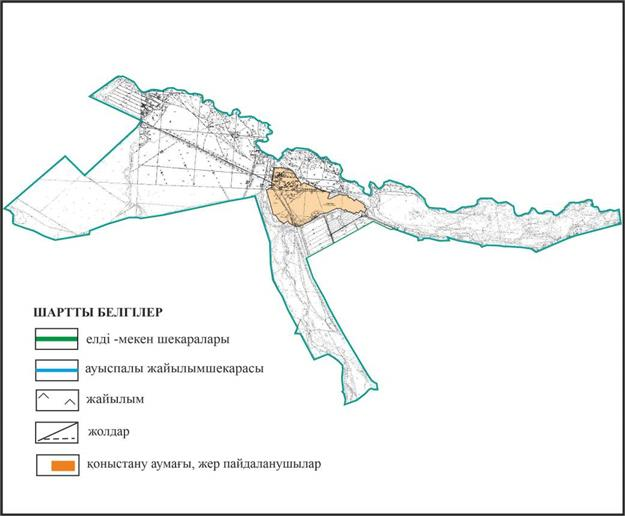 ШАРТТЫ БЕЛГІЛЕР
елді -мекен шекаралары
ауыспалы жайылымшекарасы
жайылым
жолдар
қоныстану аумағы, жер пайдаланушылар